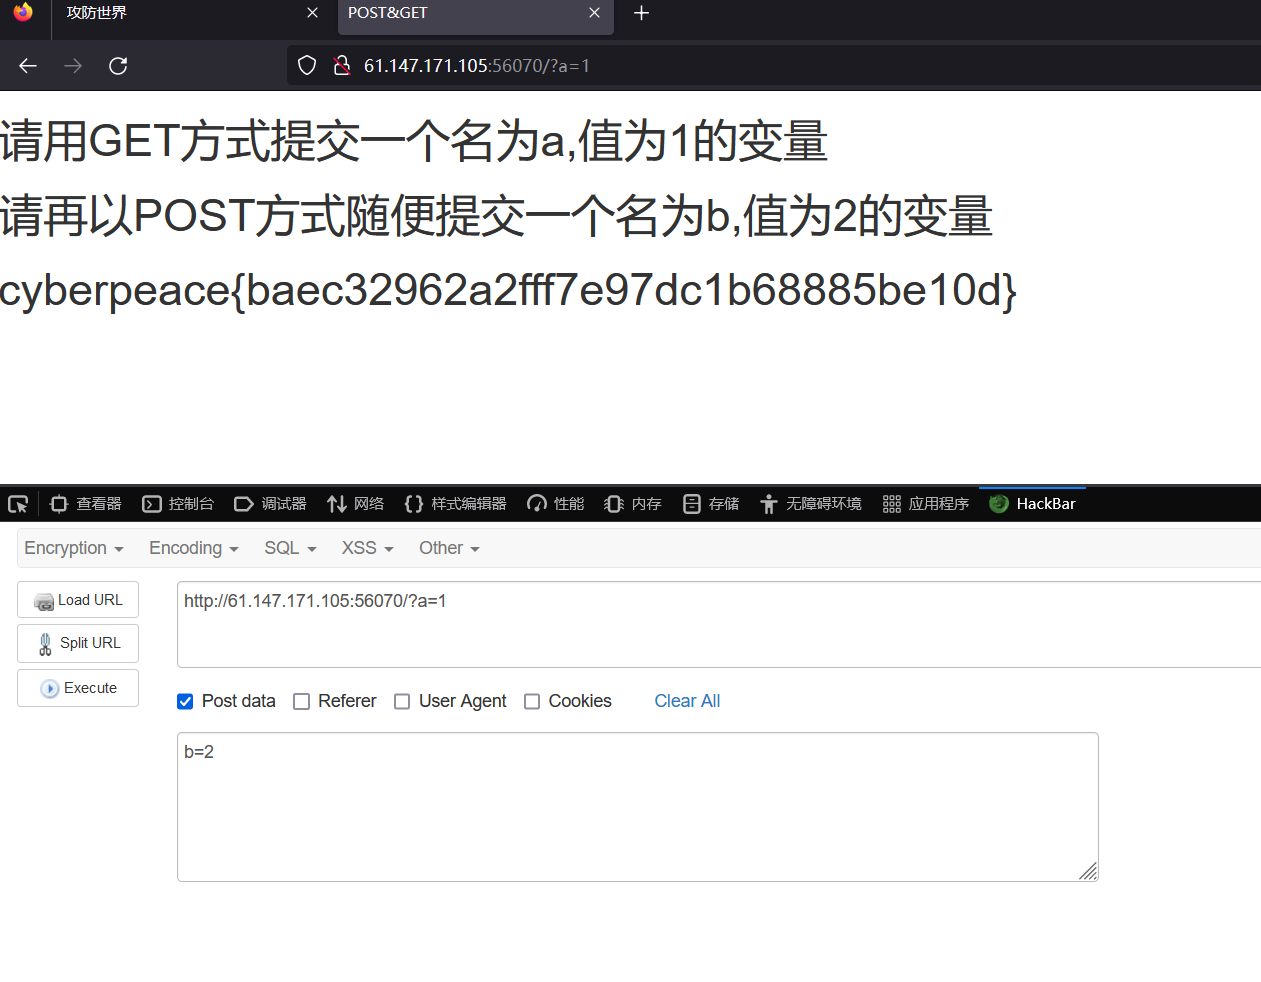 攻防世界
POST&GET
61.147.171.105:56070/?a=1
请用GET方式提交一个名为a,值为1的变量
请再以POST方式随便提交一个名为b,值为2的变量
cyberpeace{baec32962a2fff7e97dc1b68885be10d}
查看器 控制台 调试器 网络 样式编辑器 性能 内存 存储 无障碍环境 应用程序 HackBar
Encryption Encoding SQL XSS Other
Load URL
http://61.147.171.105:56070/?a=1
Split URL
Execute
Post data Referer User Agent Cookies Clear All
b=2